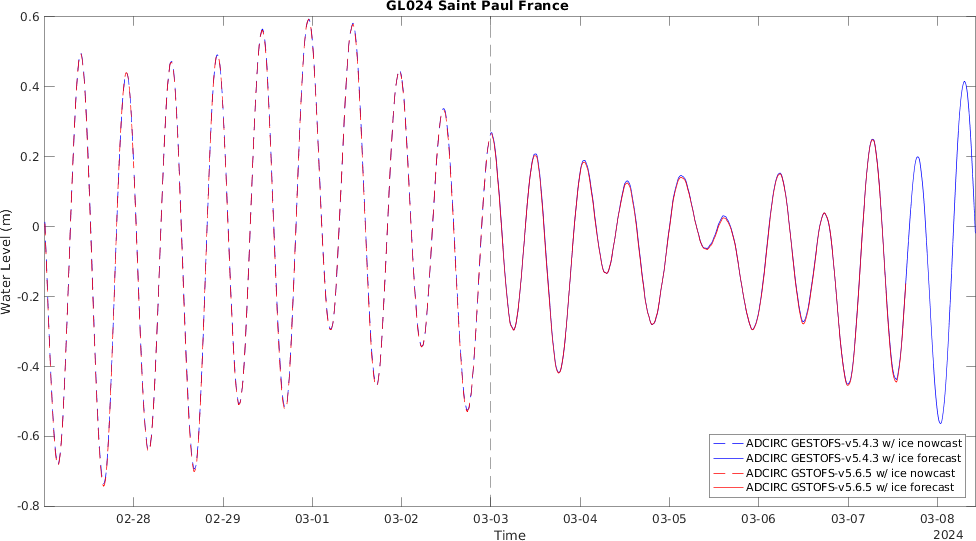 GL024 Saint Paul France
Water Level (m)
0.6
0.4
0.2
0
-0.2
-0.4
-0.6
-0.8
ADCIRC GESTOFS-v5.4.3 w/ ice nowcast
ADCIRC GESTOFS-v5.4.3 w/ ice forecast
ADCIRC GSTOFS-v5.6.5 w/ ice nowcast
ADCIRC GSTOFS-v5.6.5 w/ ice forecast
02-28 02-29 03-01 03-02 03-03 03-04 03-05 03-06 03-07 03-08
Time
2024